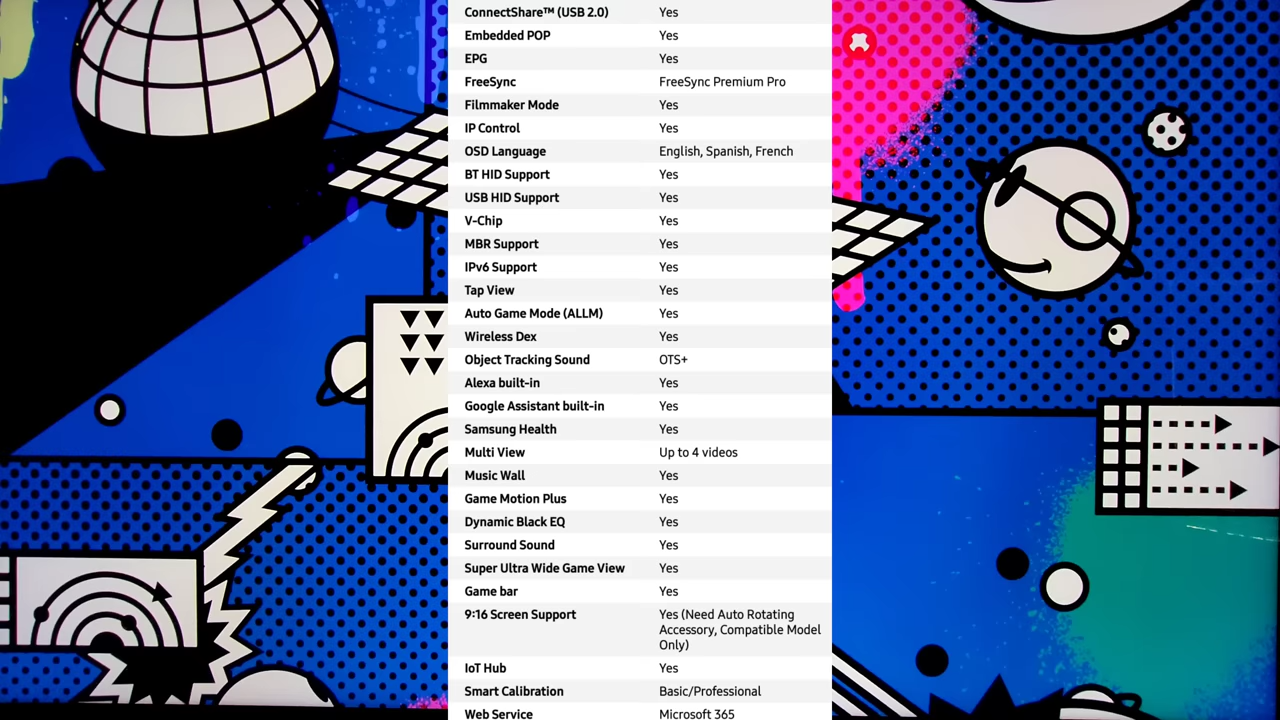 ConnectShare™ (USB 2.0) Yes
Embedded POP Yes
EPG Yes
FreeSync FreeSync Premium Pro
Filmmaker Mode Yes
IP Control Yes
OSD Language English, Spanish, French
BT HID Support Yes
USB HID Support Yes
V-Chip Yes
MBR Support Yes
IPv6 Support Yes
Tap View Yes
Auto Game Mode (ALLM) Yes
Wireless Dex Yes
Object Tracking Sound OTS+
Alexa built-in Yes
Google Assistant built-in Yes
Samsung Health Yes
Multi View Up to 4 videos
Music Wall Yes
Game Motion Plus Yes
Dynamic Black EQ Yes
Surround Sound Yes
Super Ultra Wide Game View Yes
Game bar Yes
9:16 Screen Support Yes (Need Auto Rotating
Accessory, Compatible Model
Only)
IoT Hub Yes
Smart Calibration Basic/Professional
Web Service Microsoft 365